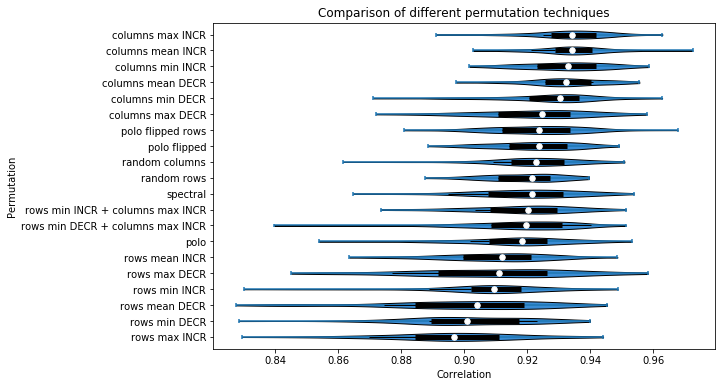 Comparison of different permutation techniques
Permutation
columns max INCR
columns mean INCR
columns min INCR
columns mean DECR
columns min DECR
columns max DECR
polo flipped rows
polo flipped
random columns
random rows
spectral
rows min INCR + columns max INCR
rows min DECR + columns max INCR
polo
rows mean INCR
rows max DECR
rows min INCR
rows mean DECR
rows min DECR
rows max INCR
0.84 0.86 0.88 0.90 0.92 0.94 0.96
Correlation